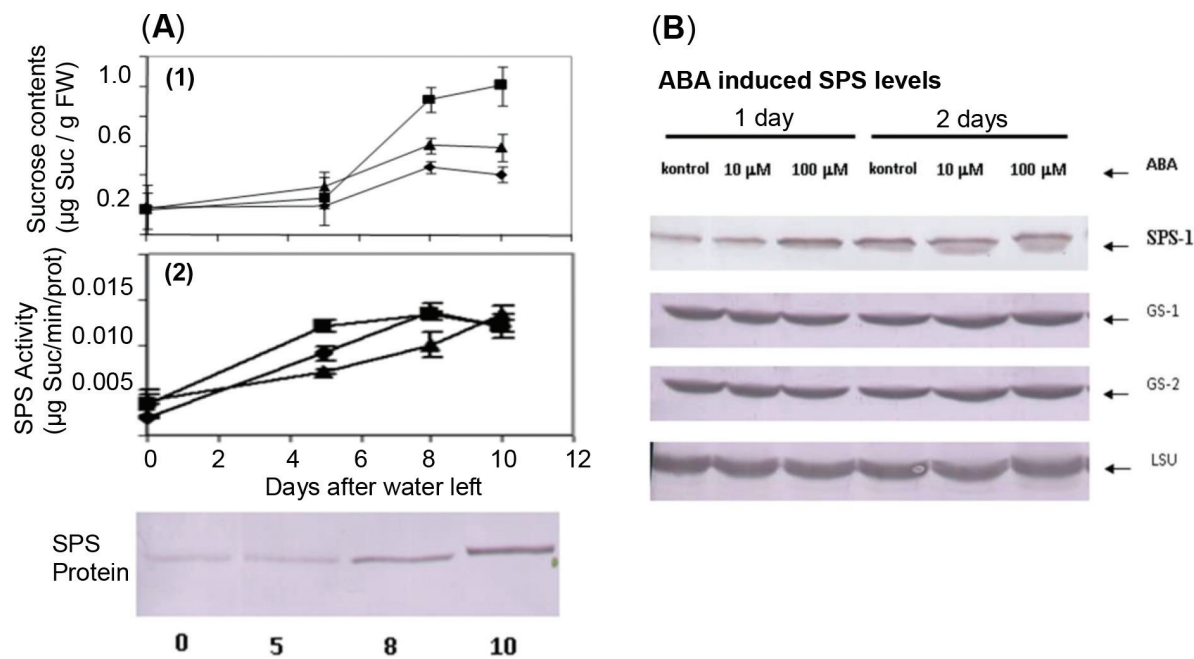 (A)
(1)
Sucrose contents
(µg Suc / g FW)
1.0
0.6
0.2
(2)
SPS Activity
(µg Suc/min/prot)
0.015
0.010
0.005
0 2 4 6 8 10 12
Days after water left
SPS
Protein
0 5 8 10
(B)
ABA induced SPS levels
1 day 2 days
kontrol 10 µM 100 µM kontrol 10 µM 100 µM ABA
SPS-1
GS-1
GS-2
LSU